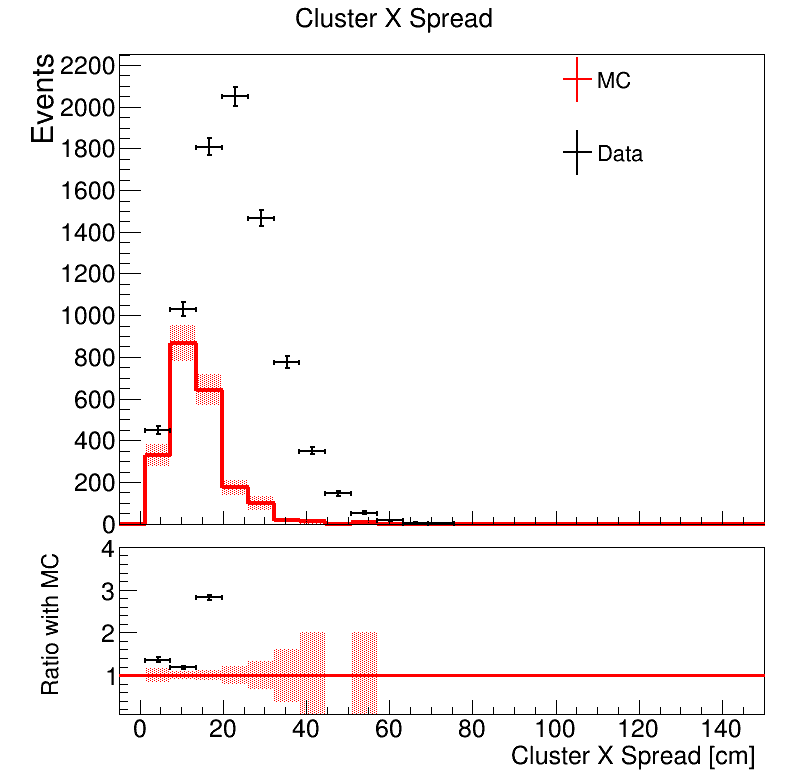 Cluster X Spread
Events
2200
2000
1800
1600
1400
1200
1000
800
600
400
200
0
MC
Data
Ratio with MC
4
3
2
1
0 20 40 60 80 100 120 140
Cluster X Spread [cm]